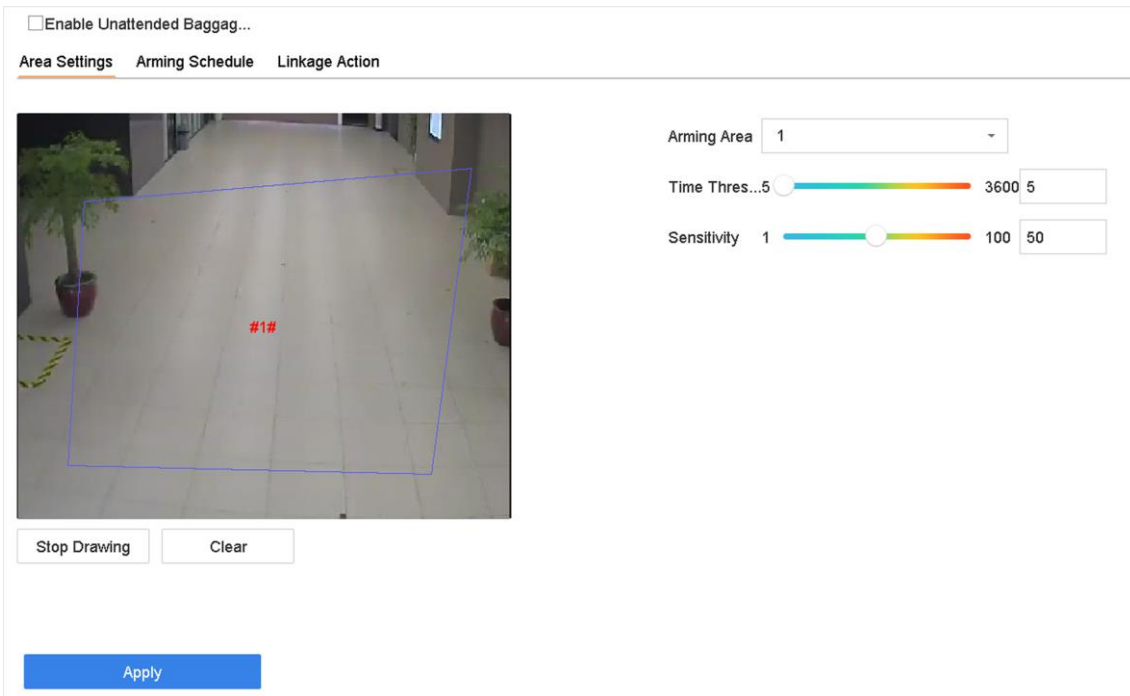 Enable Unattended Baggag...
Area Settings Arming Schedule Linkage Action
Arming Area 1
Time Thres...5 3600 5
Sensitivity 1 100 50
#1#
Stop Drawing Clear
Apply